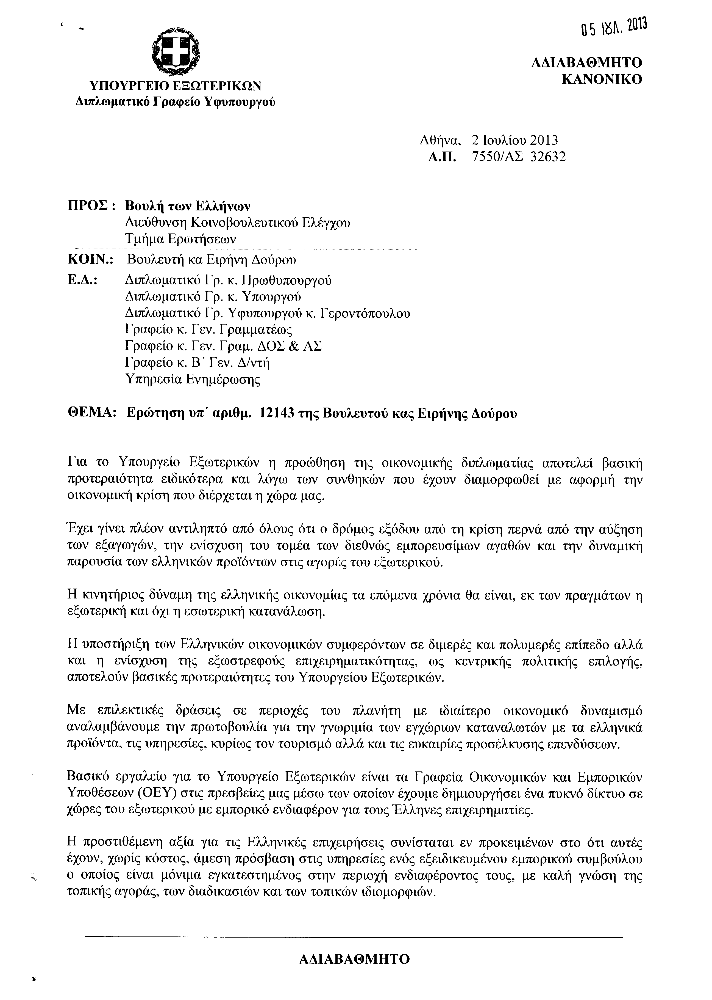 05 ΙΟΥΛ. 2013
ΑΔΙΑΒΑΘΜΗΤΟ
ΚΑΝΟΝΙΚΟ
ΥΠΟΥΡΓΕΙΟ ΕΞΩΤΕΡΙΚΩΝ
Διπλωματικό Γραφείο Υφυπουργού
Αθήνα, 2 Ιουλίου 2013
Α.Π. 7550/ΑΣ 32632
ΠΡΟΣ : Βουλή των Ελλήνων
Διεύθυνση Κοινοβουλευτικού Ελέγχου
Τμήμα Ερωτήσεων
ΚΟΙΝ.: Βουλευτή κα Ειρήνη Δούρου
Ε.Δ.: Διπλωματικό Γρ. κ. Πρωθυπουργού
Διπλωματικό Γρ. κ. Υπουργού
Διπλωματικό Γρ. Υφυπουργού κ. Γεροντόπουλου
Γραφείο κ. Γεν. Γραμματέως
Γραφείο κ. Γεν. Γραμ. ΔΟΣ & ΑΣ
Γραφείο κ. Β΄ Γεν. Δ/ντή
Υπηρεσία Ενημέρωσης
ΘΕΜΑ: Ερώτηση υπ΄ αριθμ. 12143 της Βουλευτού κας Ειρήνης Δούρου
Για το Υπουργείο Εξωτερικών η προώθηση της οικονομικής διπλωματίας αποτελεί βασική
προτεραιότητα ειδικότερα και λόγω των συνθηκών που έχουν διαμορφωθεί με αφορμή την
οικονομική κρίση που διέρχεται η χώρα μας.
Έχει γίνει πλέον αντιληπτό από όλους ότι ο δρόμος εξόδου από τη κρίση περνά από την αύξηση
των εξαγωγών, την ενίσχυση του τομέα των διεθνώς εμπορευσίμων αγαθών και την δυναμική
παρουσία των ελληνικών προϊόντων στις αγορές του εξωτερικού.
Η κινητήριος δύναμη της ελληνικής οικονομίας τα επόμενα χρόνια θα είναι, εκ των πραγμάτων η
εξωτερική και όχι η εσωτερική κατανάλωση.
Η υποστήριξη των Ελληνικών οικονομικών συμφερόντων σε διμερές και πολυμερές επίπεδο αλλά
και η ενίσχυση της εξωστρεφούς επιχειρηματικότητας, ως κεντρικής πολιτικής επιλογής,
αποτελούν βασικές προτεραιότητες του Υπουργείου Εξωτερικών.
Με επιλεκτικές δράσεις σε περιοχές του πλανήτη με ιδιαίτερο οικονομικό δυναμισμό
αναλαμβάνουμε την πρωτοβουλία για την γνωριμία των εγχώριων καταναλωτών με τα ελληνικά
προϊόντα, τις υπηρεσίες, κυρίως τον τουρισμό αλλά και τις ευκαιρίες προσέλκυσης επενδύσεων.
Βασικό εργαλείο για το Υπουργείο Εξωτερικών είναι τα Γραφεία Οικονομικών και Εμπορικών
Υποθέσεων (ΟΕΥ) στις πρεσβείες μας μέσω των οποίων έχουμε δημιουργήσει ένα πυκνό δίκτυο σε
χώρες του εξωτερικού με εμπορικό ενδιαφέρον για τους Έλληνες επιχειρηματίες.
Η προστιθέμενη αξία για τις Ελληνικές επιχειρήσεις συνίσταται εν προκειμένων στο ότι αυτές
έχουν, χωρίς κόστος, άμεση πρόσβαση στις υπηρεσίες ενός εξειδικευμένου εμπορικού συμβούλου
ο οποίος είναι μόνιμα εγκατεστημένος στην περιοχή ενδιαφέροντος τους, με καλή γνώση της
τοπικής αγοράς, των διαδικασιών και των τοπικών ιδιομορφιών.
ΑΔΙΑΒΑΘΜΗΤΟ